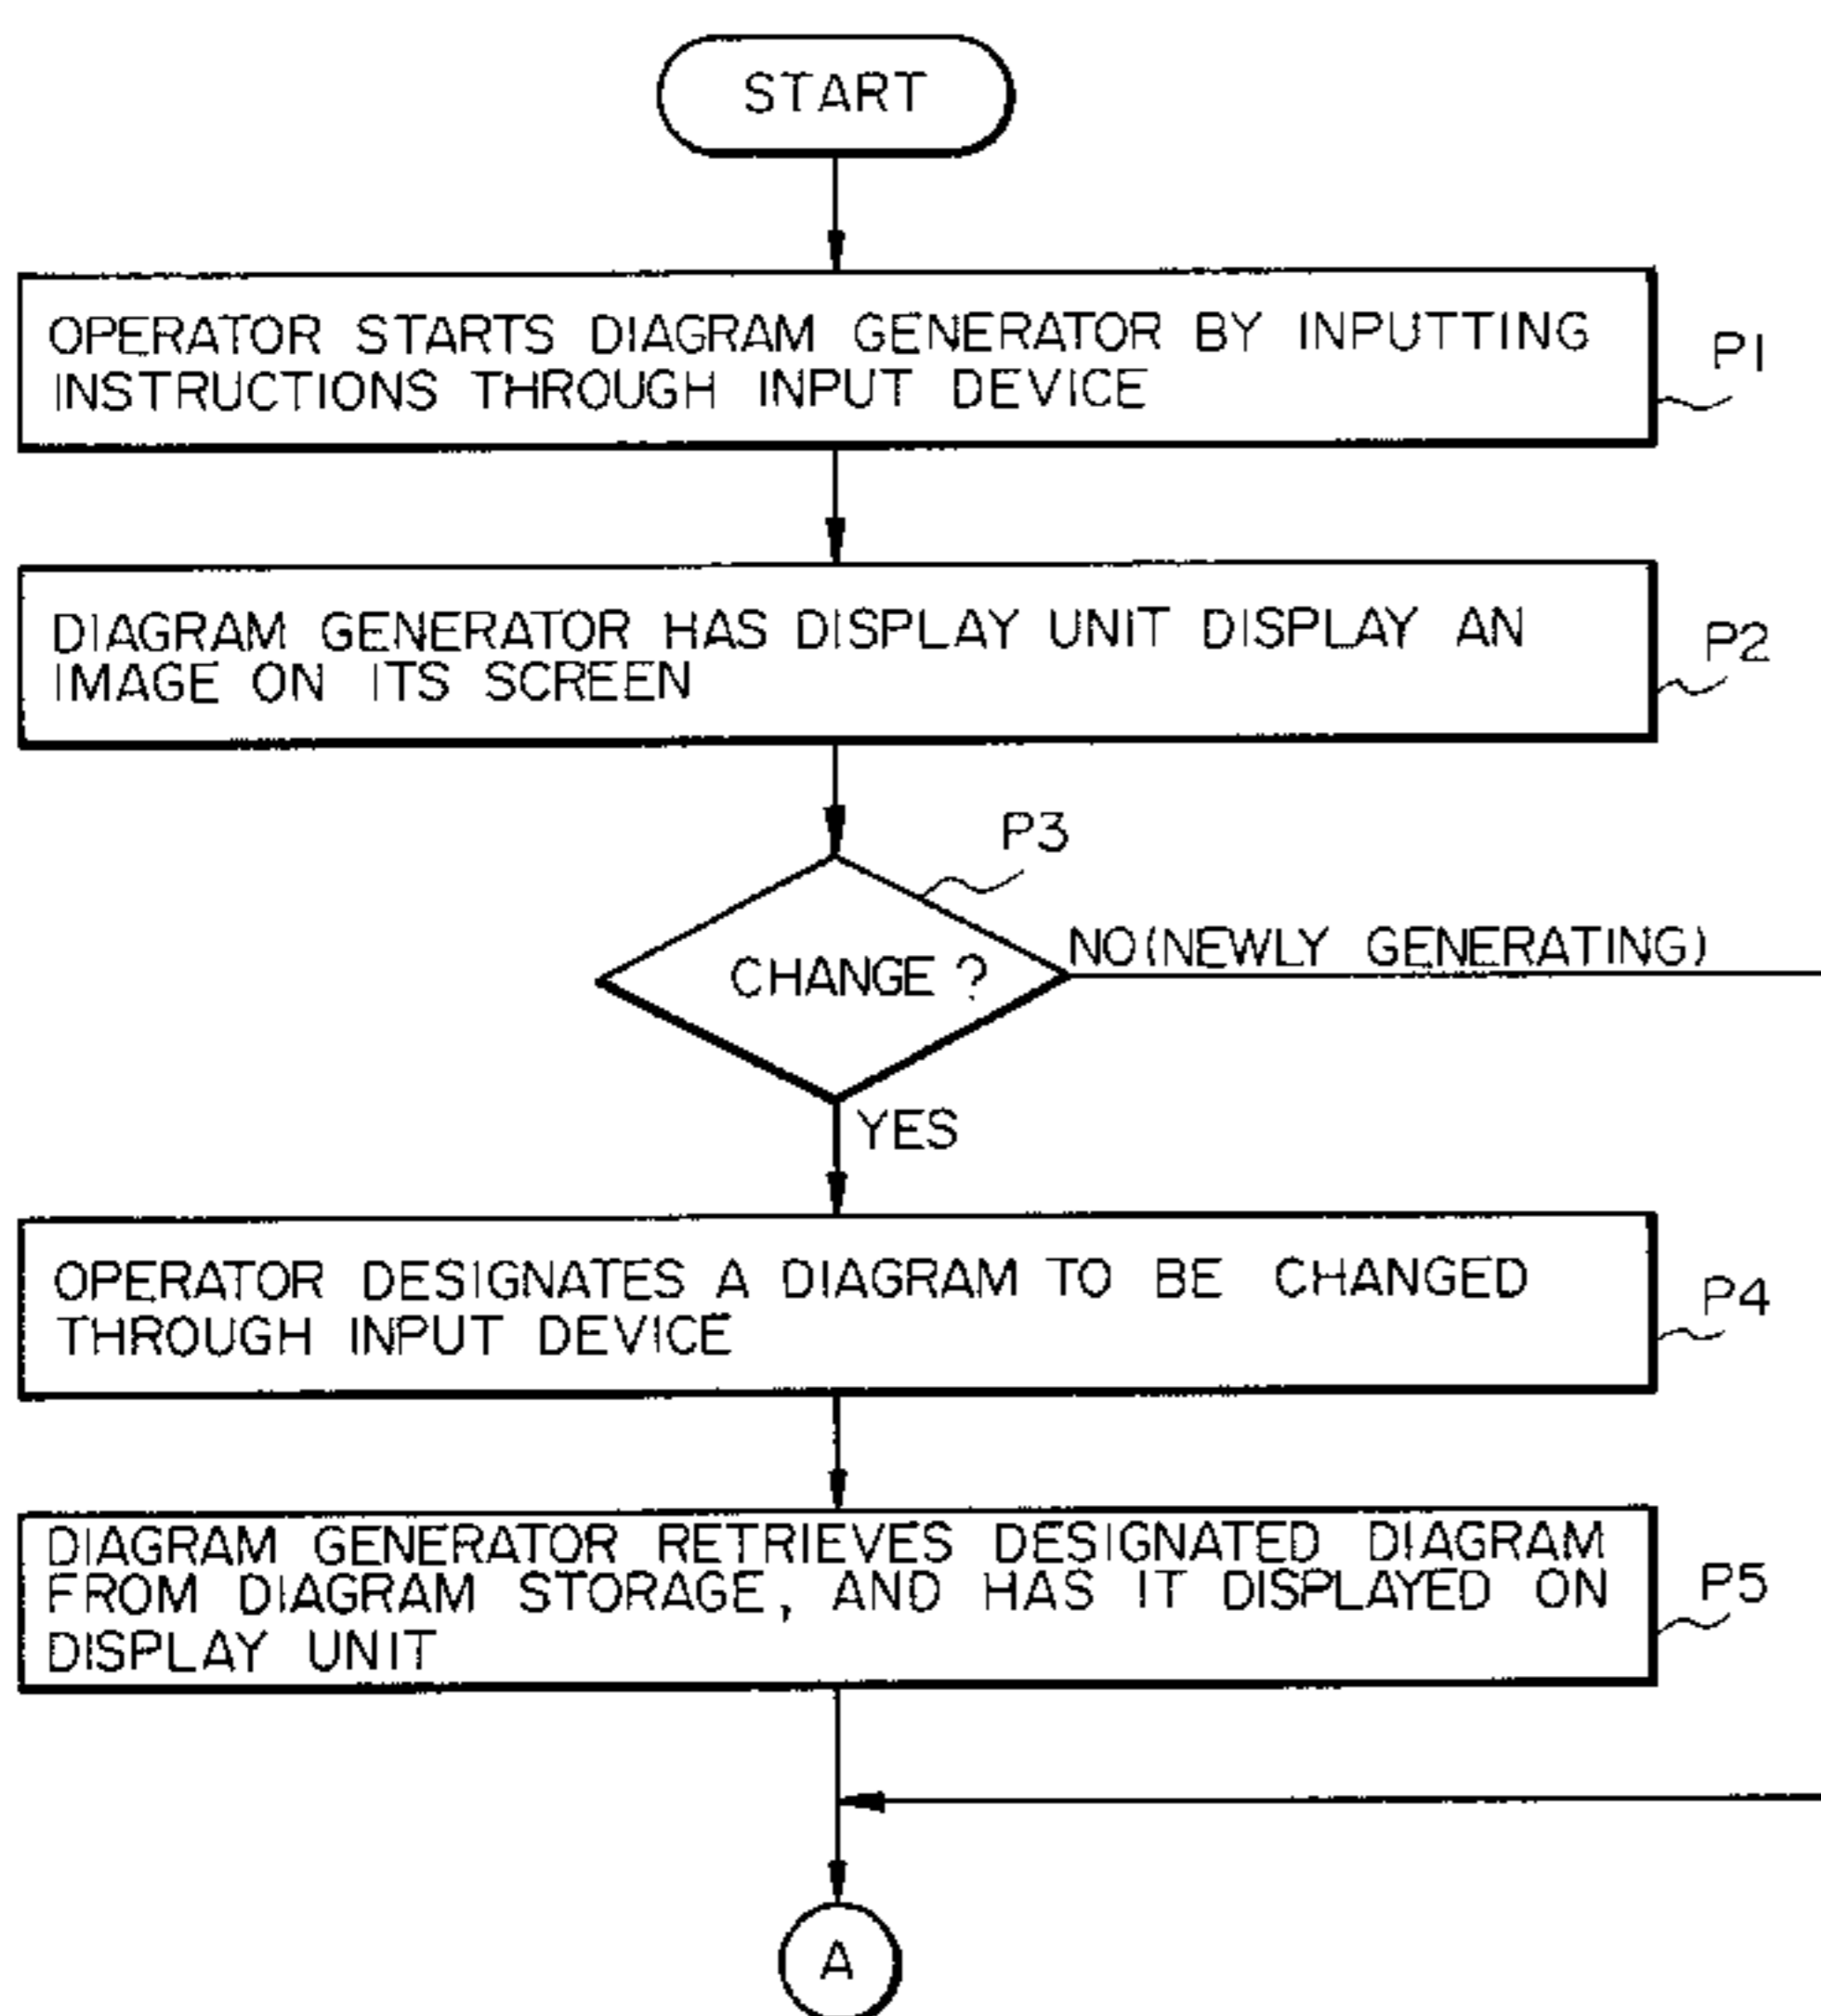 START
OPERATOR STARTS DIAGRAM GENERATOR BY INPUTTING
INSTRUCTIONS THROUGH INPUT DEVICE
P1
DIAGRAM GENERATOR HAS DISPLAY UNIT DISPLAY AN
IMAGE ON ITS SCREEN
P2
P3
CHANGE ?
NO(NEWLY GENERATING)
YES
OPERATOR DESIGNATES A DIAGRAM TO BE CHANGED
THROUGH INPUT DEVICE
P4
DIAGRAM GENERATOR RETRIEVES DESIGNATED DIAGRAM
FROM DIAGRAM STORAGE, AND HAS IT DISPLAYED ON
DISPLAY UNIT
P5
A